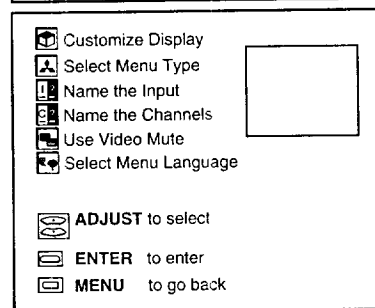 Customize Display
Select Menu Type
Name the Input
Name the Channels
Use Video Mute
Select Menu Language
ADJUST to select
ENTER to enter
MENU to go back